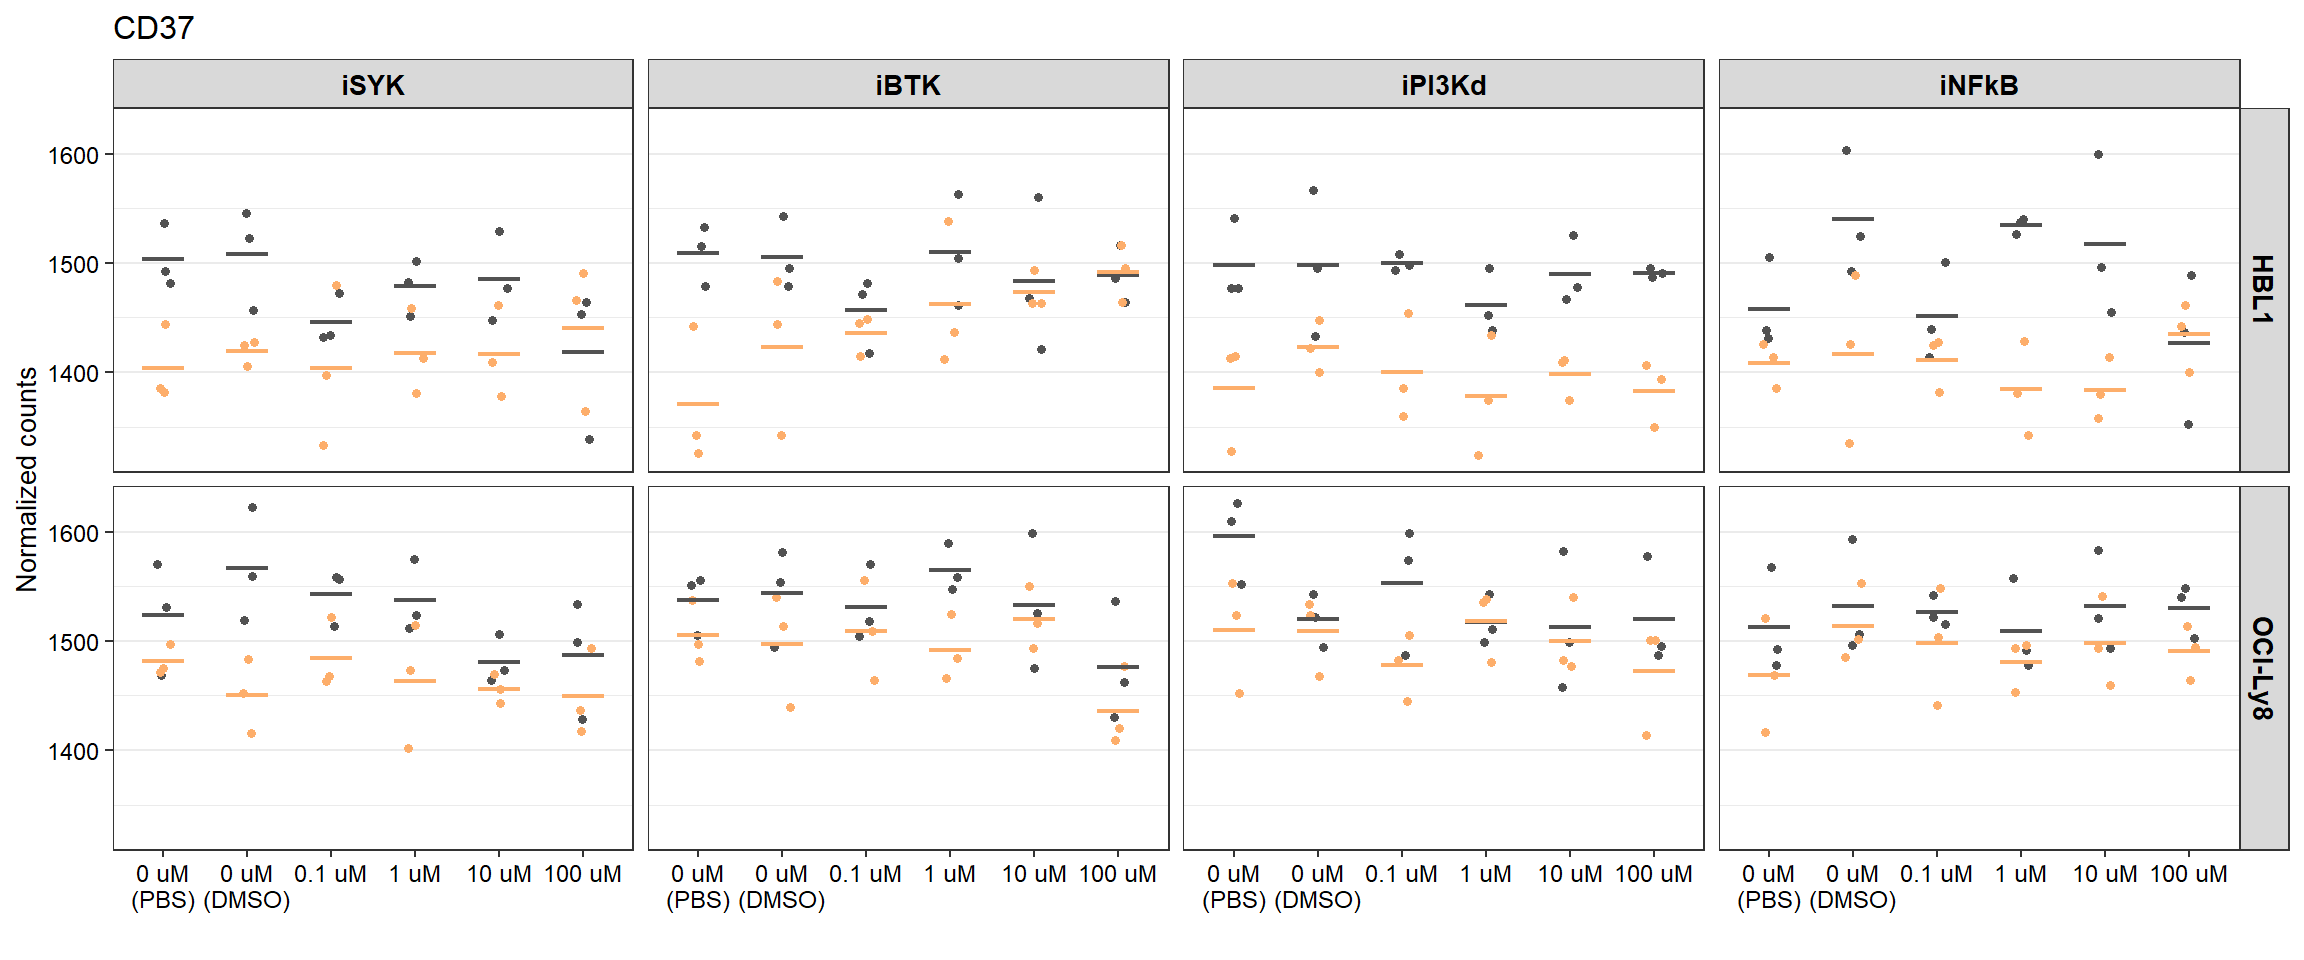 CD37
iSYK
iBTK
iPI3Kd
iNFkB
Normalized counts
1600
1500
1400
HBL1
1600
1500
1400
OCI-Ly8
0 uM 0 uM 0.1 uM 1 uM 10 uM 100 uM
(PBS) (DMSO)
0 uM 0 uM 0.1 uM 1 uM 10 uM 100 uM
(PBS) (DMSO)
0 uM 0 uM 0.1 uM 1 uM 10 uM 100 uM
(PBS) (DMSO)
0 uM 0 uM 0.1 uM 1 uM 10 uM 100 uM
(PBS) (DMSO)